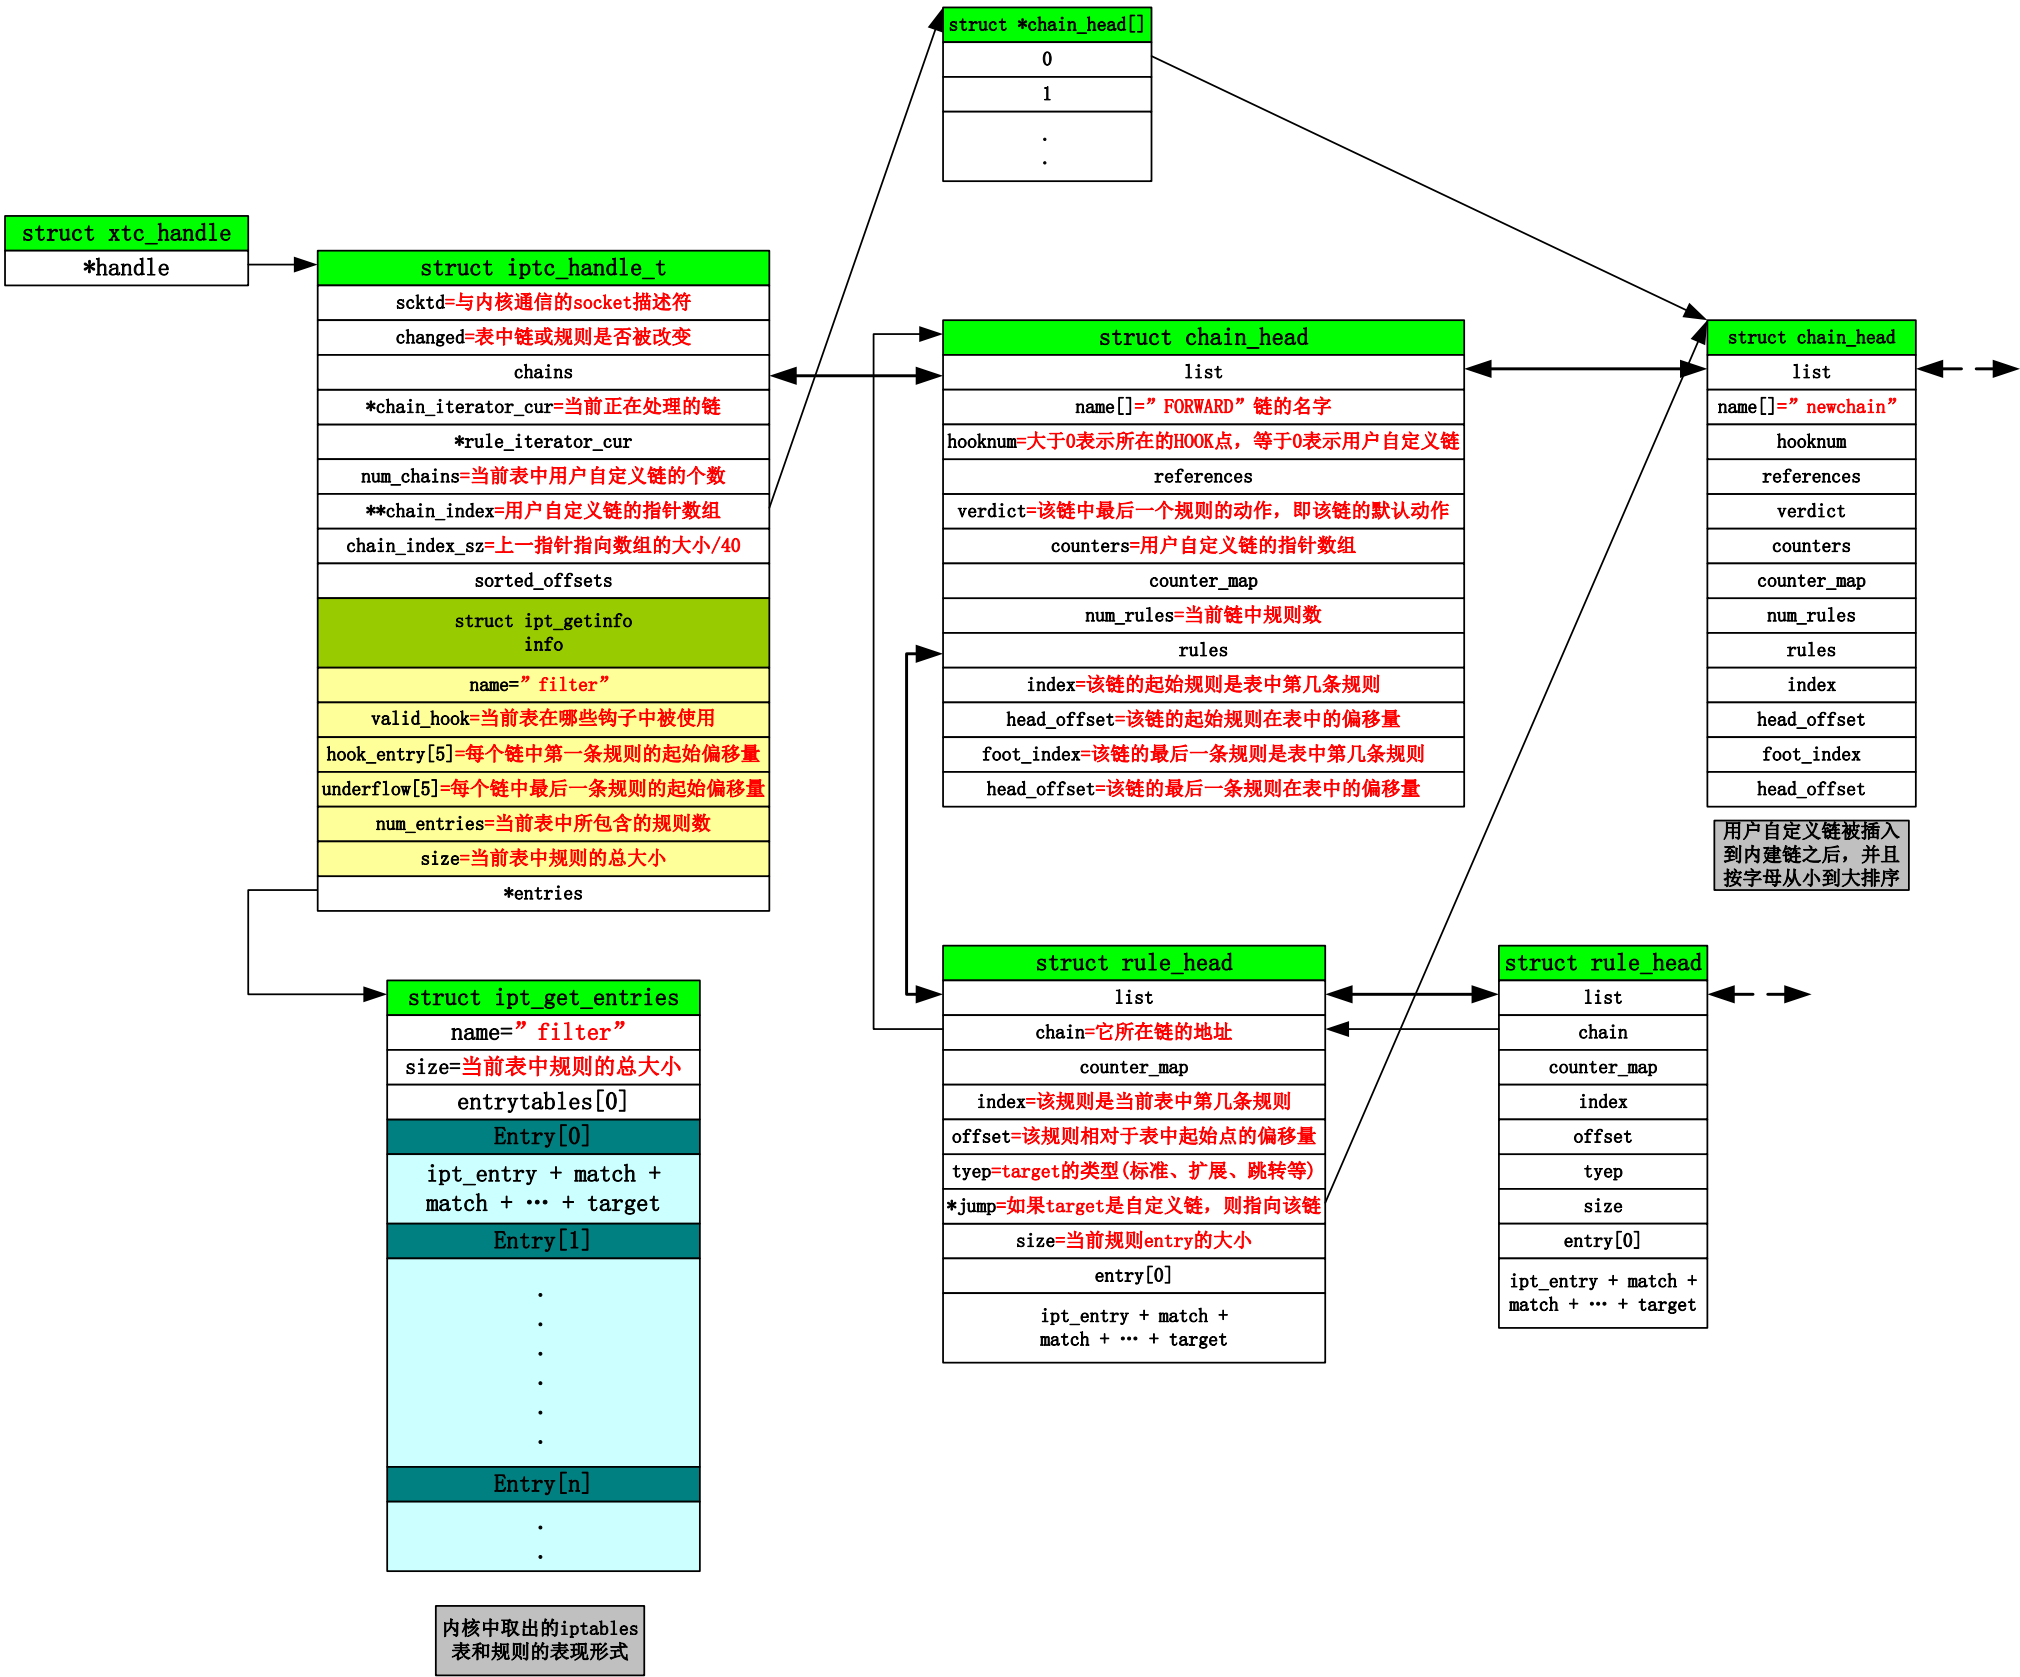 struct *chain_head[]
0
1
.
.
struct xtc_handle
*handle
struct iptc_handle_t
scktd=与内核通信的socket描述符
changed=表中链或规则是否被改变
chains
*chain_iterator_cur=当前正在处理的链
*rule_iterator_cur
num_chains=当前表中用户自定义链的个数
**chain_index=用户自定义链的指针数组
chain_index_sz=上一指针指向数组的大小/40
sorted_offsets
struct ipt_getinfo
info
name=”filter”
valid_hook=当前表在哪些钩子中被使用
hook_entry[5]=每个链中第一条规则的起始偏移量
underflow[5]=每个链中最后一条规则的起始偏移量
num_entries=当前表中所包含的规则数
size=当前表中规则的总大小
*entries
struct chain_head
list
name[]=”FORWARD”链的名字
hooknum=大于0表示所在的HOOK点，等于0表示用户自定义链
references
verdict=该链中最后一个规则的动作，即该链的默认动作
counters=用户自定义链的指针数组
counter_map
num_rules=当前链中规则数
rules
index=该链的起始规则是表中第几条规则
head_offset=该链的起始规则在表中的偏移量
foot_index=该链的最后一条规则是表中第几条规则
head_offset=该链的最后一条规则在表中的偏移量
struct chain_head
list
name[]=”newchain”
hooknum
references
verdict
counters
counter_map
num_rules
rules
index
head_offset
foot_index
head_offset
用户自定义链被插入
到内建链之后，并且
按字母从小到大排序
struct ipt_get_entries
name=”filter”
size=当前表中规则的总大小
entrytables[0]
Entry[0]
ipt_entry + match +
match + … + target
Entry[1]
.
.
.
.
.
.
Entry[n]
.
.
内核中取出的iptables
表和规则的表现形式
struct rule_head
list
chain=它所在链的地址
counter_map
index=该规则是当前表中第几条规则
offset=该规则相对于表中起始点的偏移量
tyep=target的类型(标准、扩展、跳转等)
*jump=如果target是自定义链，则指向该链
size=当前规则entry的大小
entry[0]
ipt_entry + match +
match + … + target
struct rule_head
list
chain
counter_map
index
offset
tyep
size
entry[0]
ipt_entry + match +
match + … + target